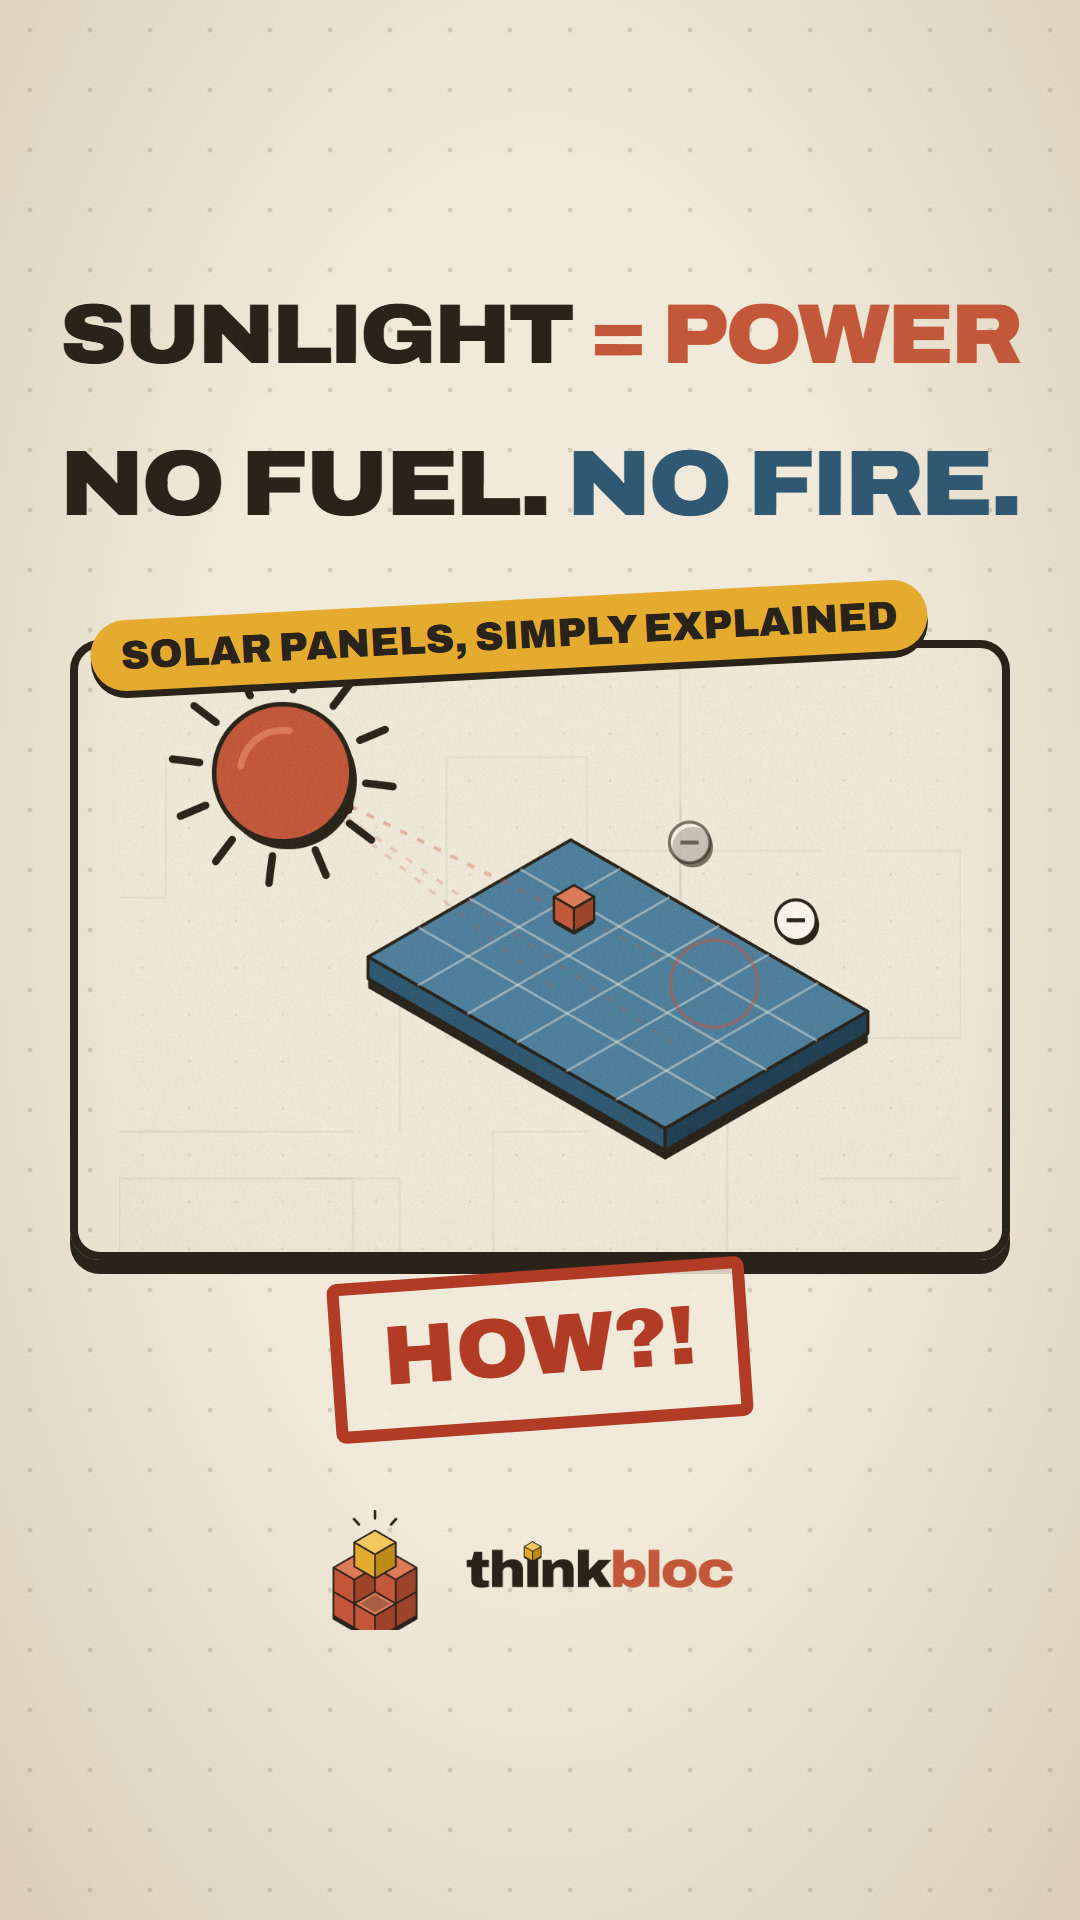 SUNLIGHT = POWER
NO FUEL. NO FIRE.
SOLAR PANELS, SIMPLY EXPLAINED
HOW?!
thinkbloc